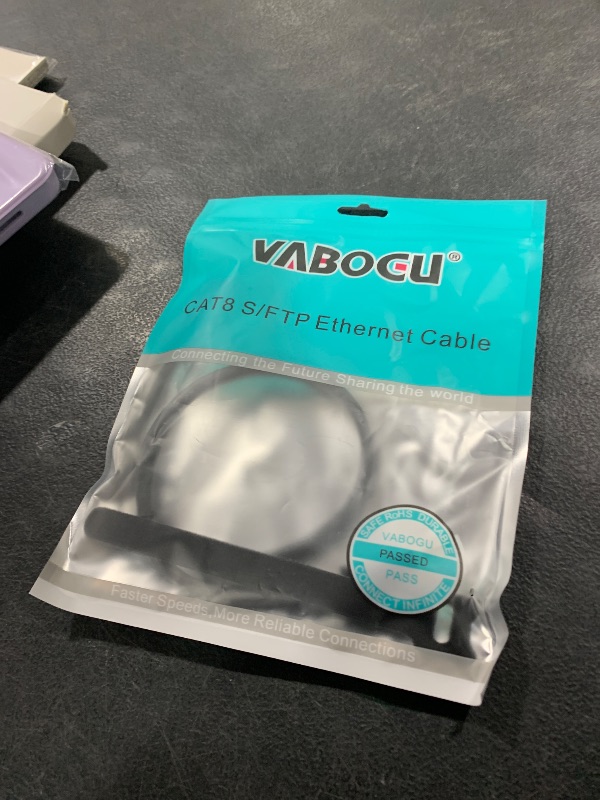 VABOGU®
CAT8 S/FTP Ethernet Cable
Connecting the Future Sharing the world
SAFE RoHS DURABLE
VABOGU
PASSED
PASS
CONNECT INFINITE
Faster Speeds,More Reliable Connections